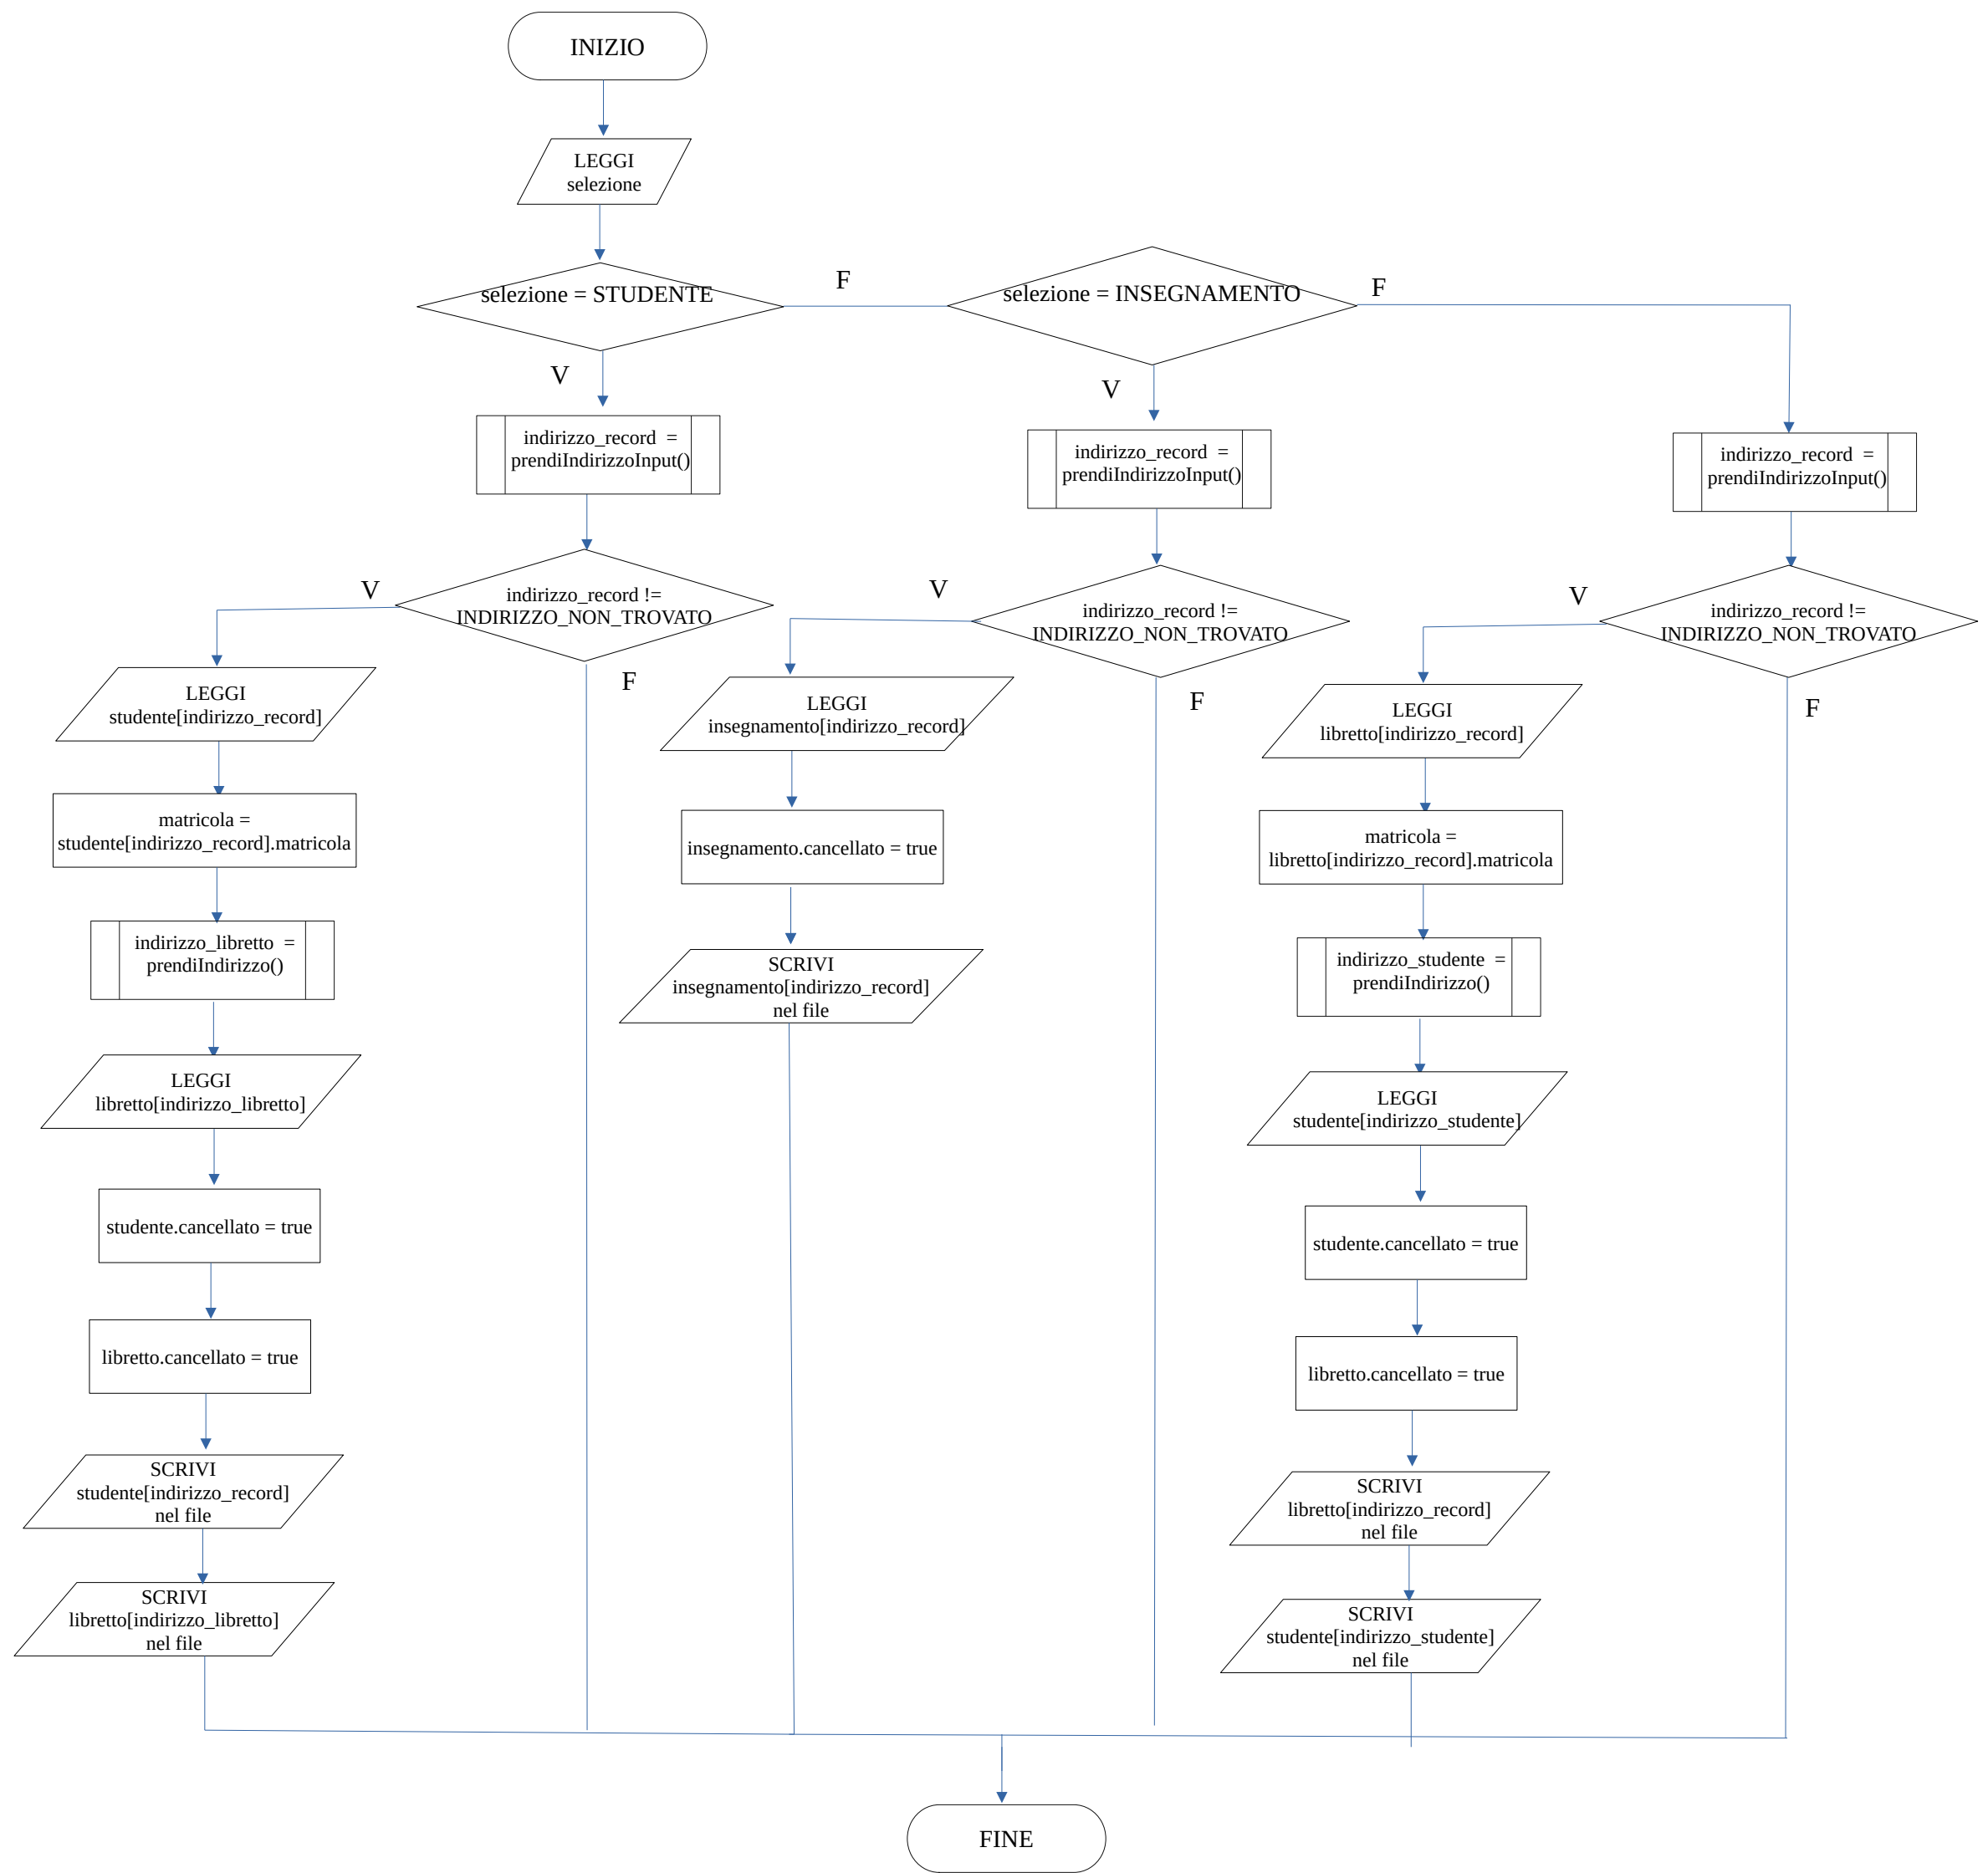 INIZIO
LEGGI
selezione
selezione = STUDENTE
F
selezione = INSEGNAMENTO
F
V
indirizzo_record =
prendiIndirizzoInput()
V
indirizzo_record =
prendiIndirizzoInput()
indirizzo_record =
prendiIndirizzoInput()
indirizzo_record !=
INDIRIZZO_NON_TROVATO
V
F
LEGGI
studente[indirizzo_record]
matricola =
studente[indirizzo_record].matricola
indirizzo_libretto =
prendiIndirizzo()
LEGGI
libretto[indirizzo_libretto]
studente.cancellato = true
libretto.cancellato = true
SCRIVI
studente[indirizzo_record]
nel file
SCRIVI
libretto[indirizzo_libretto]
nel file
indirizzo_record !=
INDIRIZZO_NON_TROVATO
V
F
LEGGI
insegnamento[indirizzo_record]
insegnamento.cancellato = true
SCRIVI
insegnamento[indirizzo_record]
nel file
indirizzo_record !=
INDIRIZZO_NON_TROVATO
V
F
LEGGI
libretto[indirizzo_record]
matricola =
libretto[indirizzo_record].matricola
indirizzo_studente =
prendiIndirizzo()
LEGGI
studente[indirizzo_studente]
studente.cancellato = true
libretto.cancellato = true
SCRIVI
libretto[indirizzo_record]
nel file
SCRIVI
studente[indirizzo_studente]
nel file
FINE